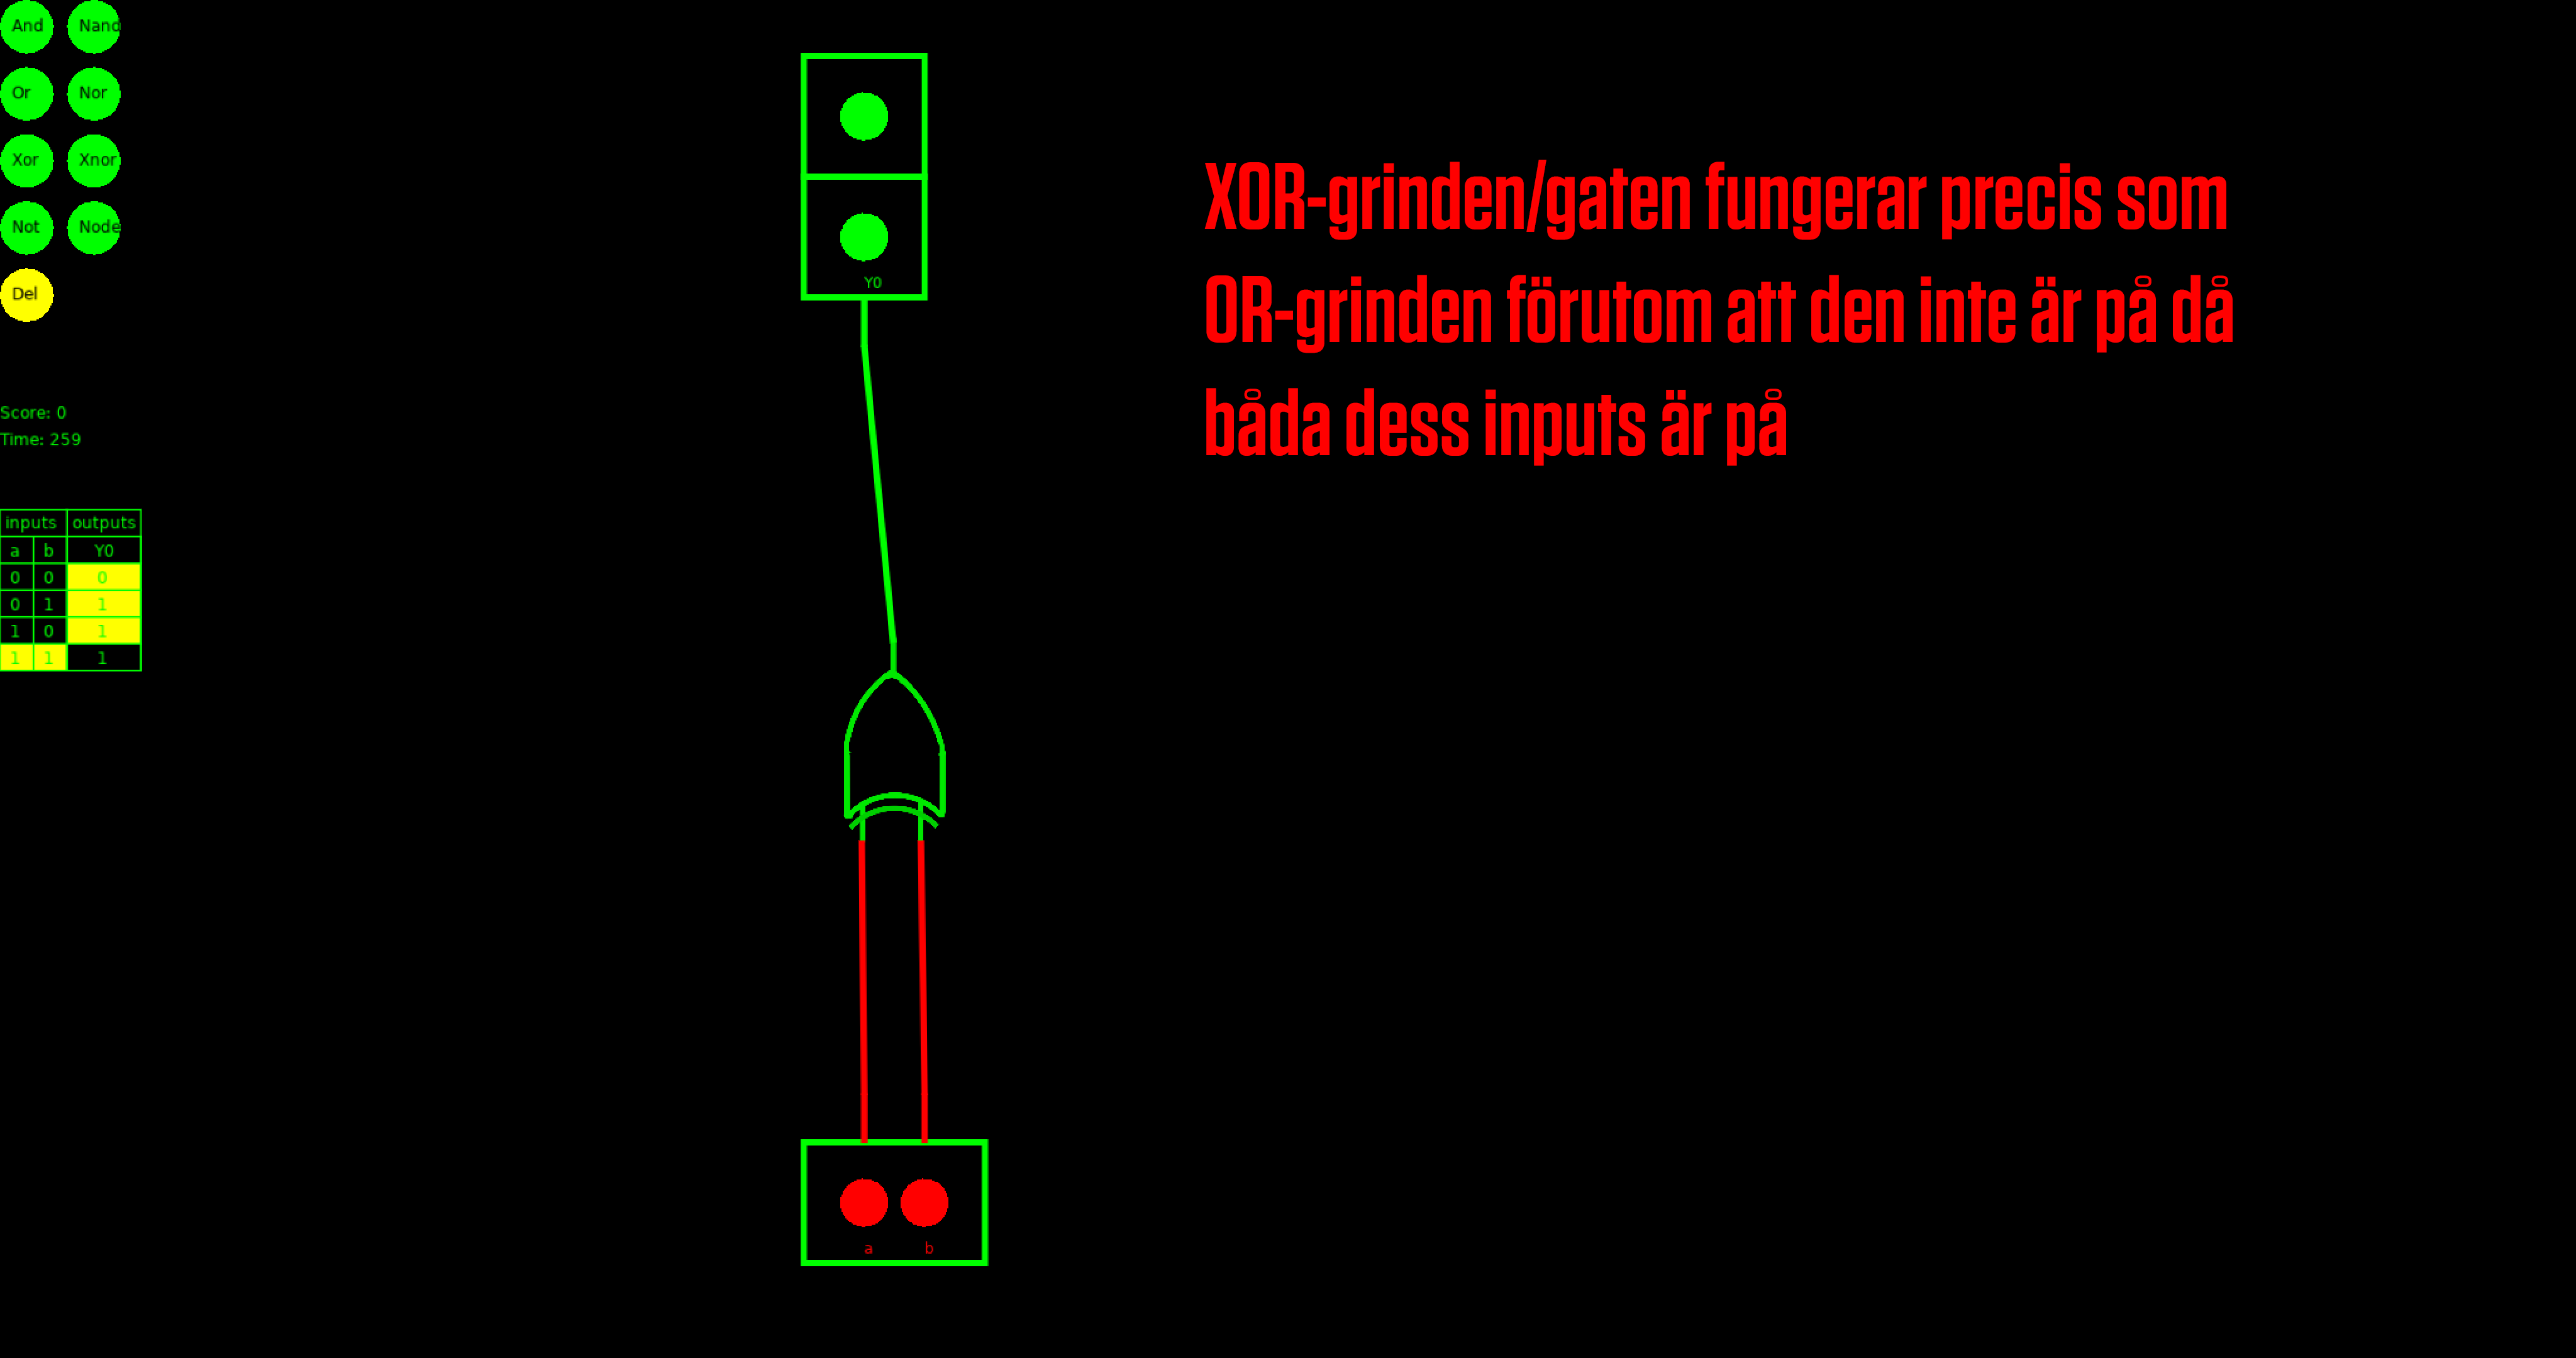 And Nand
Or Nor
Xor Xnor
Not Node
Del
Score: 0
Time: 259
inputs outputs
a b Y0
0 0 0
0 1 1
1 0 1
1 1 1
Y0
a b
XOR-grinden/gaten fungerar precis som
OR-grinden förutom att den inte är på då
båda dess inputs är på